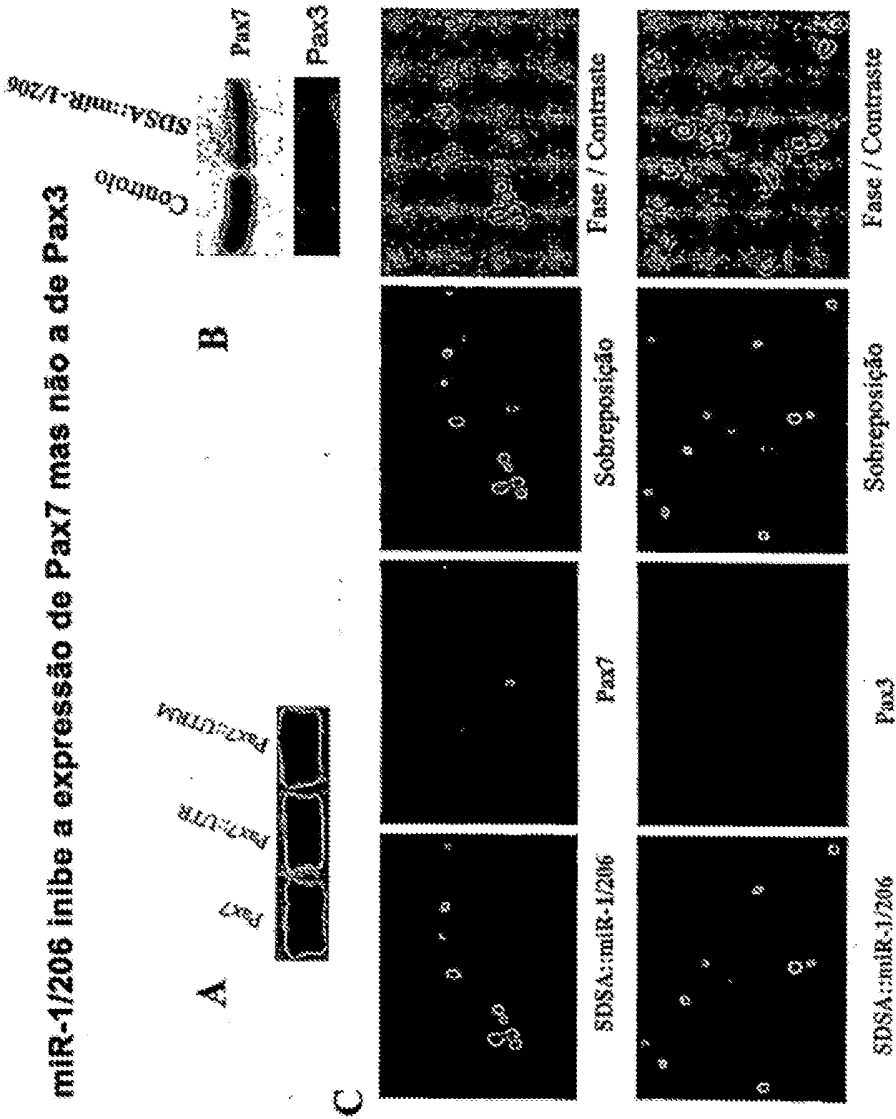 miR-1/206 inibe a expressão de Pax7 mas não a de Pax3
A
Pax7
Pax7::UTR
Pax7::UTRM
B
Controlo
SDSA::miR-1/206
Pax7
Pax3
C
SDSA::miR-1/206
Pax7
Sobreposição
Fase / Contraste
SDSA::miR-1/206
Pax3
Sobreposição
Fase / Contraste